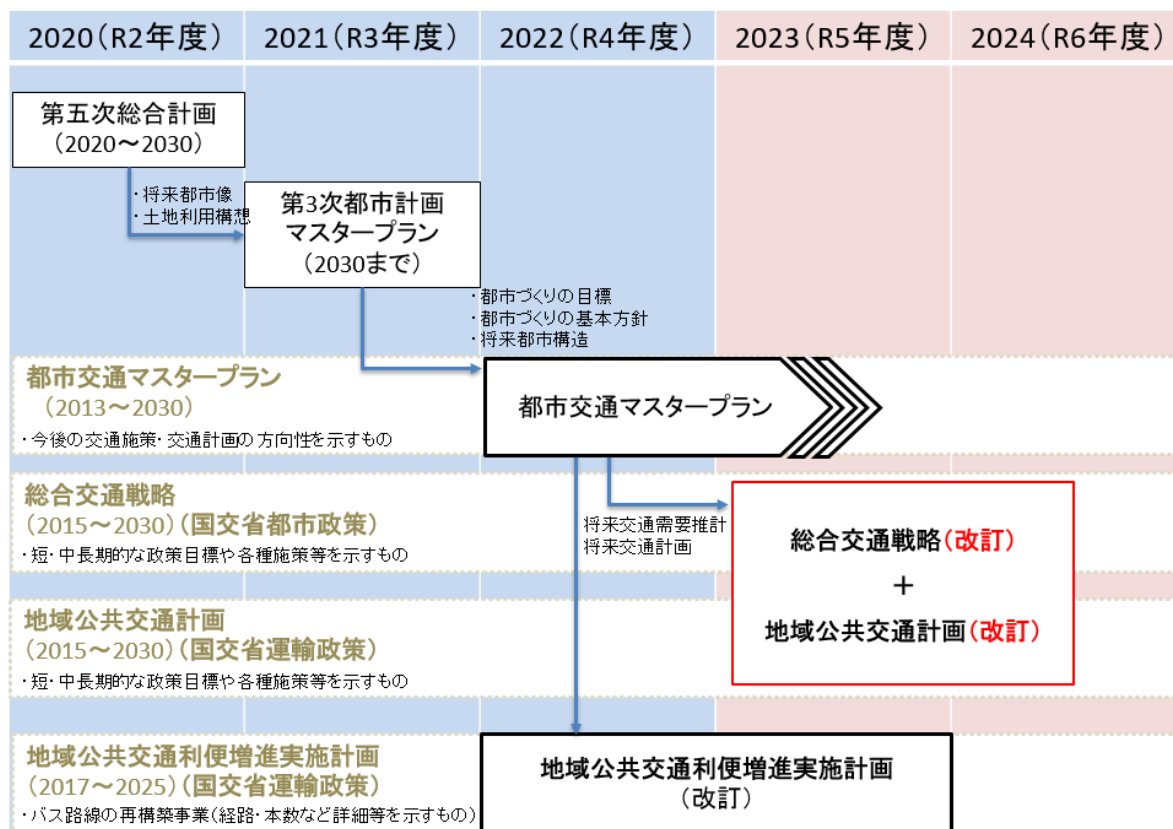 2020(R2年度)
2021(R3年度)
2022(R4年度)
2023(R5年度)
2024(R6年度)
第五次総合計画
(2020～2030)
・将来都市像
・土地利用構想
第3次都市計画
マスタープラン
(2030まで)
・都市づくりの目標
・都市づくりの基本方針
・将来都市構造
都市交通マスタープラン
(2013～2030)
・今後の交通施策・交通計画の方向性を示すもの
都市交通マスタープラン
総合交通戦略
(2015～2030)(国交省都市政策)
・短・中長期的な政策目標や各種施策等を示すもの
将来交通需要推計
将来交通計画
総合交通戦略(改訂)
+
地域公共交通計画(改訂)
地域公共交通計画
(2015～2030)(国交省運輸政策)
・短・中長期的な政策目標や各種施策等を示すもの
地域公共交通利便増進実施計画
(2017～2025)(国交省運輸政策)
・バス路線の再構築事業(経路・本数など詳細等を示すもの)
地域公共交通利便増進実施計画
(改訂)